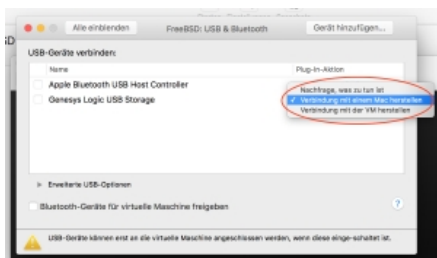 Alle einblenden
FreeBSD: USB & Bluetooth
Gerät hinzufügen...
USB-Geräte verbinden:
Name
Plug-In-Aktion
Apple Bluetooth USB Host Controller
Nachfrage, was zu tun ist
Genesys Logic USB Storage
✓ Verbindung mit einem Mac herstellen
Verbindung mit der VM herstellen
Erweiterte USB-Optionen
Bluetooth-Geräte für virtuelle Maschine freigeben
?
USB-Geräte können erst an die virtuelle Maschine angeschlossen werden, wenn diese einge-schaltet ist.